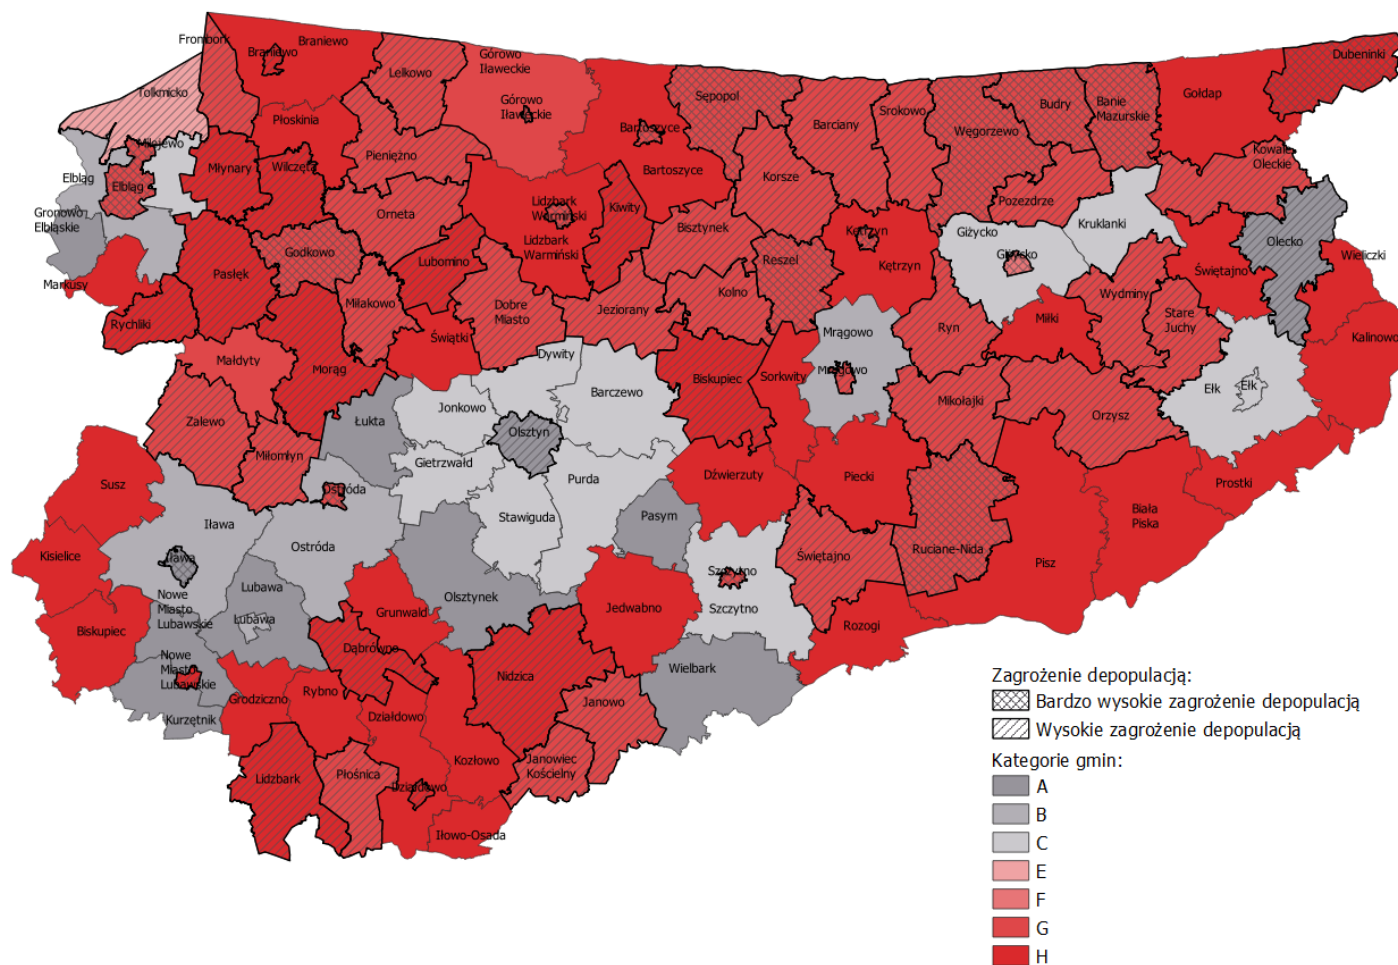 Frombork
Braniewo
Braniewo
Lelkowo
Górowo
Iławeckie
Górowo
Iławeckie
Sępopol
Dubeninki
Tolkmicko
Płoskinia
Bartoszyce
Bartoszyce
Barciany
Srokowo
Węgorzewo
Budry
Banie
Mazurskie
Gołdap
Milejewo
Młynary
Wilczęta
Pieniężno
Korsze
Kowale
Oleckie
Elbląg
Elbląg
Gronowo
Elbląskie
Orneta
Lidzbark
Warmiński
Lidzbark
Warmiński
Kiwity
Bisztynek
Pozezdrze
Kruklanki
Giżycko
Giżycko
Kętrzyn
Kętrzyn
Olecko
Wieliczki
Godkowo
Pasłęk
Lubomino
Reszel
Świętajno
Markusy
Rychliki
Miłakowo
Dobre
Miasto
Jeziorany
Kolno
Wydminy
Stare
Juchy
Miłki
Ryn
Kalinowo
Małdyty
Morąg
Świątki
Dywity
Mrągowo
Mrągowo
Biskupiec
Sorkwity
Barczewo
Jonkowo
Ełk
Ełk
Zalewo
Łukta
Olsztyn
Mikołajki
Orzysz
Miłomlyn
Gietrzwałd
Purda
Dźwierzuty
Piecki
Prostki
Susz
Ostróda
Ostróda
Stawiguda
Pasym
Biała
Piska
Iława
Iława
Kisielice
Ruciane-Nida
Pisz
Świętajno
Szczytno
Szczytno
Nowe
Miasto
Lubawskie
Lubawa
Lubawa
Olsztynek
Grunwald
Jedwabno
Rozogi
Biskupiec
Dąbrówno
Nowe
Miasto
Lubawskie
Kurzętnik
Grodziczno
Rybno
Nidzica
Wielbark
Janowo
Działdowo
Działdowo
Lidzbark
Płośnica
Kozłowo
Janowiec
Kościelny
Iłowo-Osada
Zagrożenie depopulacją:
Bardzo wysokie zagrożenie depopulacją
Wysokie zagrożenie depopulacją
Kategorie gmin:
A
B
C
E
F
G
H